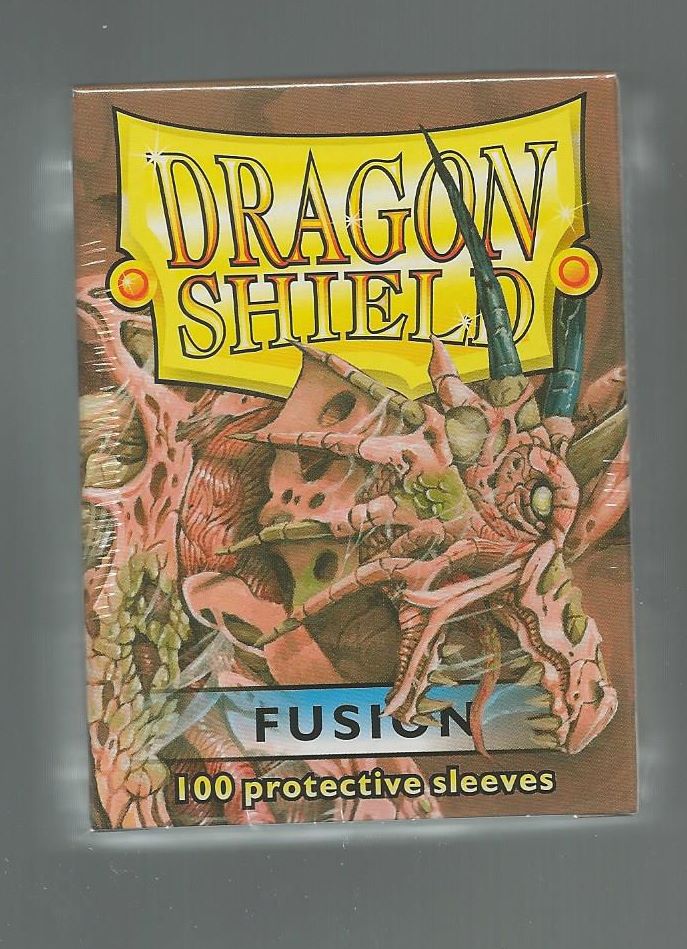 DRAGON
SHIELD
FUSION
100 protective sleeves